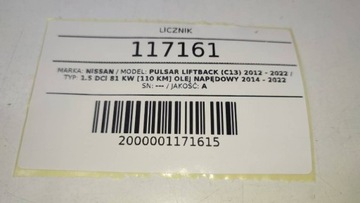 LICZNIK
117161
MARKA: NISSAN / MODEL: PULSAR LIFTBACK (C13) 2012 - 2022 /
TYP: 1.5 DCI 81 KW [110 KM] OLEJ NAPĘDOWY 2014 - 2022
SN: --- / JAKOŚĆ: A
2000001171615